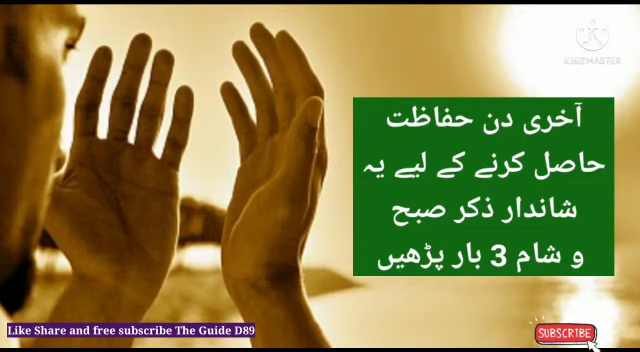 KINEMASTER
آخری دن حفاظت
حاصل کرنے کے لیے یہ
شاندار ذکر صبح
و شام 3 بار پڑھیں
Like Share and free subscribe The Guide D89
SUBSCRIBE